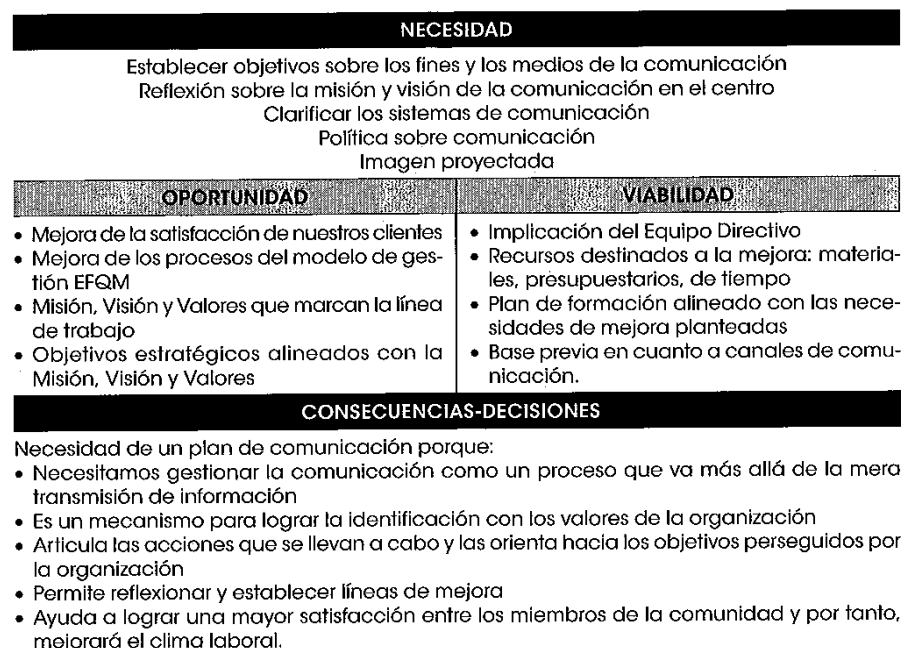 NECESIDAD
Establecer objetivos sobre los fines y los medios de la comunicación
Reflexión sobre la misión y visión de la comunicación en el centro
Clarificar los sistemas de comunicación
Política sobre comunicación
Imagen proyectada
OPORTUNIDAD
• Mejora de la satisfacción de nuestros clientes
• Mejora de los procesos del modelo de ges-
tión EFQM
• Misión, Visión y Valores que marcan la línea
de trabajo
• Objetivos estratégicos alineados con la
Misión, Visión y Valores
VIABILIDAD
• Implicación del Equipo Directivo
• Recursos destinados a la mejora: materia-
les, presupuestarios, de tiempo
• Plan de formación alineado con las nece-
sidades de mejora planteadas
• Base previa en cuanto a canales de comu-
nicación.
CONSECUENCIAS-DECISIONES
Necesidad de un plan de comunicación porque:
• Necesitamos gestionar la comunicación como un proceso que va más allá de la mera
transmisión de información
• Es un mecanismo para lograr la identificación con los valores de la organización
• Articula las acciones que se llevan a cabo y las orienta hacia los objetivos perseguidos por
la organización
• Permite reflexionar y establecer líneas de mejora
• Ayuda a lograr una mayor satisfacción entre los miembros de la comunidad y por tanto,
mejorará el clima laboral.